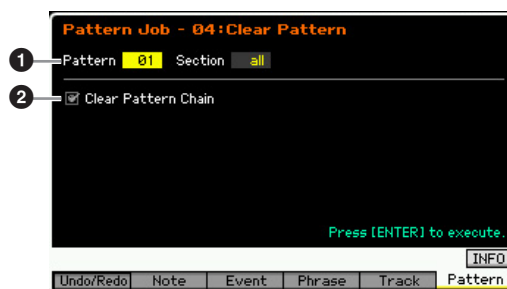 Pattern Job - 04:Clear Pattern
1 Pattern 01 Section all
2 Clear Pattern Chain
Press [ENTER] to execute.
INFO
Undo/Redo Note Event Phrase Track Pattern